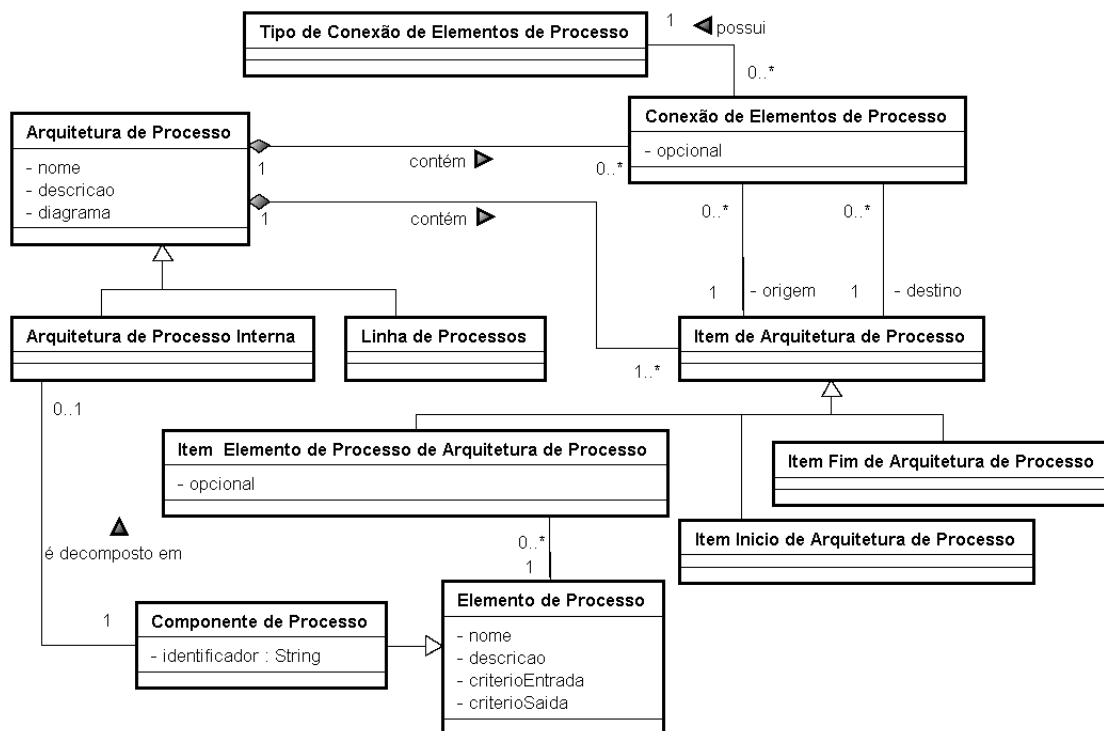 Tipo de Conexão de Elementos de Processo
1
possui
0..*
Arquitetura de Processo
- nome
- descricao
- diagrama
Conexão de Elementos de Processo
- opcional
1
contém
0..*
1
contém
0..*
0..*
1
- origem
1
- destino
Arquitetura de Processo Interna
Linha de Processos
Item de Arquitetura de Processo
1..*
0..1
Item  Elemento de Processo de Arquitetura de Processo
- opcional
Item Fim de Arquitetura de Processo
Item Inicio de Arquitetura de Processo
é decomposto em
0..*
1
Elemento de Processo
- nome
- descricao
- criterioEntrada
- criterioSaida
1
Componente de Processo
- identificador : String